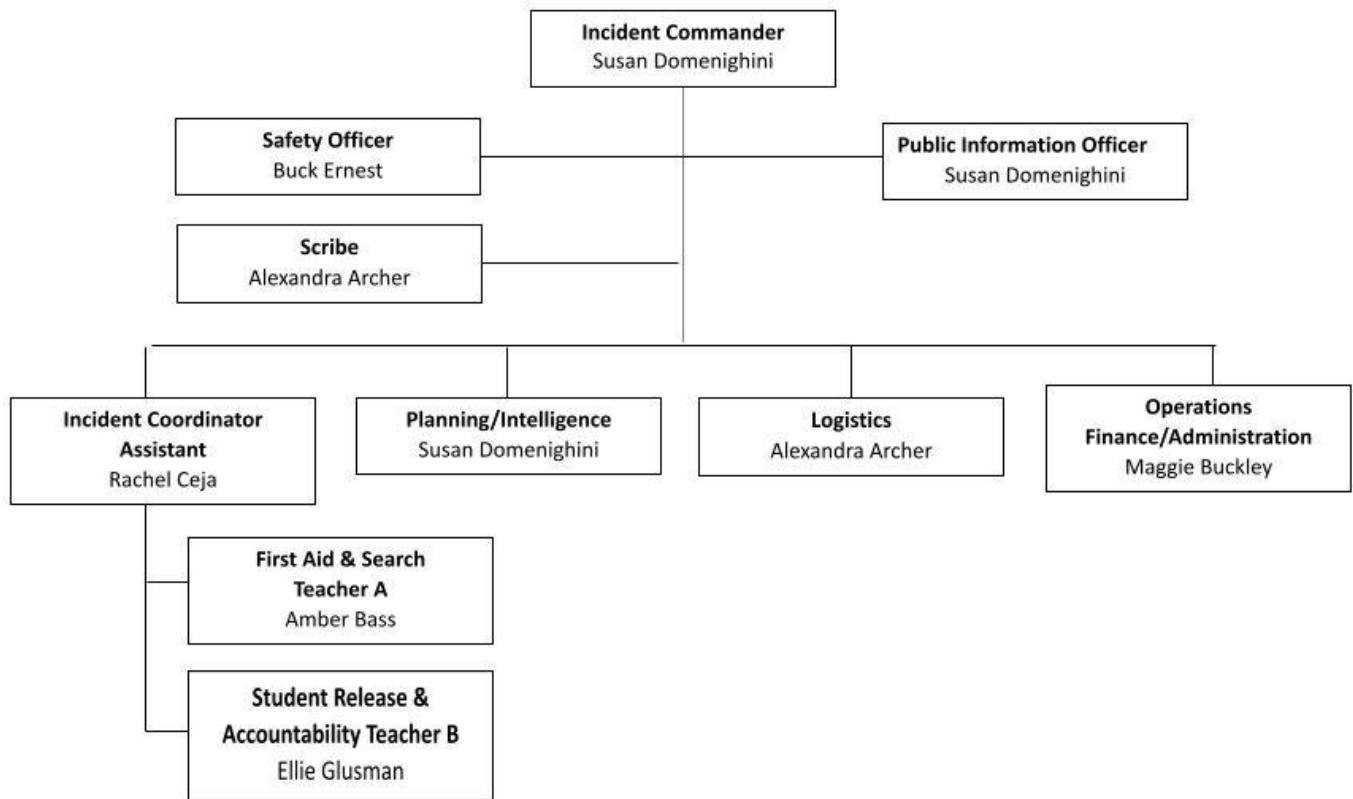 Incident Commander
Susan Domenighini
Safety Officer
Buck Ernest
Public Information Officer
Susan Domenighini
Scribe
Alexandra Archer
Incident Coordinator
Assistant
Rachel Ceja
Planning/Intelligence
Susan Domenighini
Logistics
Alexandra Archer
Operations
Finance/Administration
Maggie Buckley
First Aid & Search
Teacher A
Amber Bass
Student Release &
Accountability Teacher B
Ellie Glusman